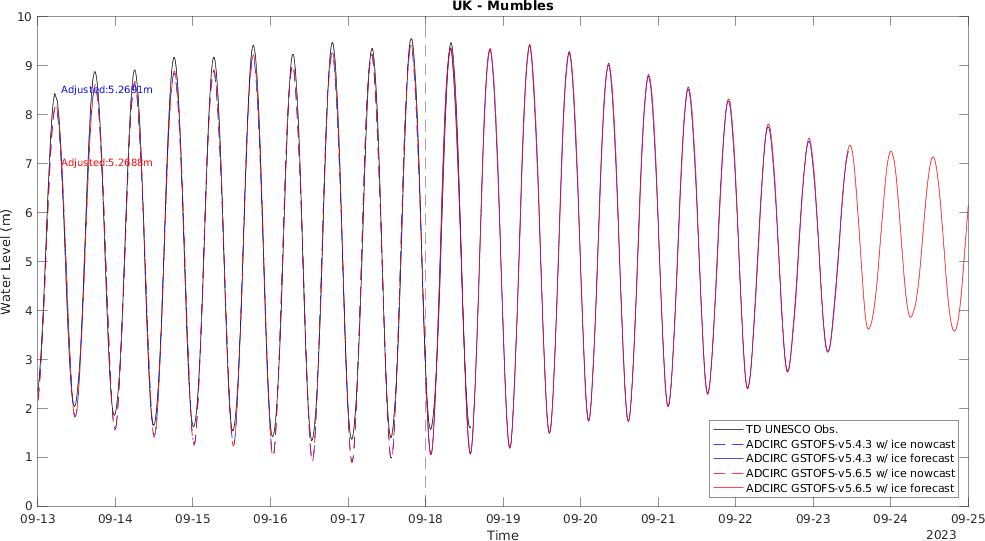 UK - Mumbles
10
9
8
7
6
5
4
3
2
1
0
Water Level (m)
Adjusted:5.2691m
Adjusted:5.2688m
TD UNESCO Obs.
ADCIRC GSTOFS-v5.4.3 w/ ice nowcast
ADCIRC GSTOFS-v5.4.3 w/ ice forecast
ADCIRC GSTOFS-v5.6.5 w/ ice nowcast
ADCIRC GSTOFS-v5.6.5 w/ ice forecast
09-13 09-14 09-15 09-16 09-17 09-18 09-19 09-20 09-21 09-22 09-23 09-24 09-25
Time
2023